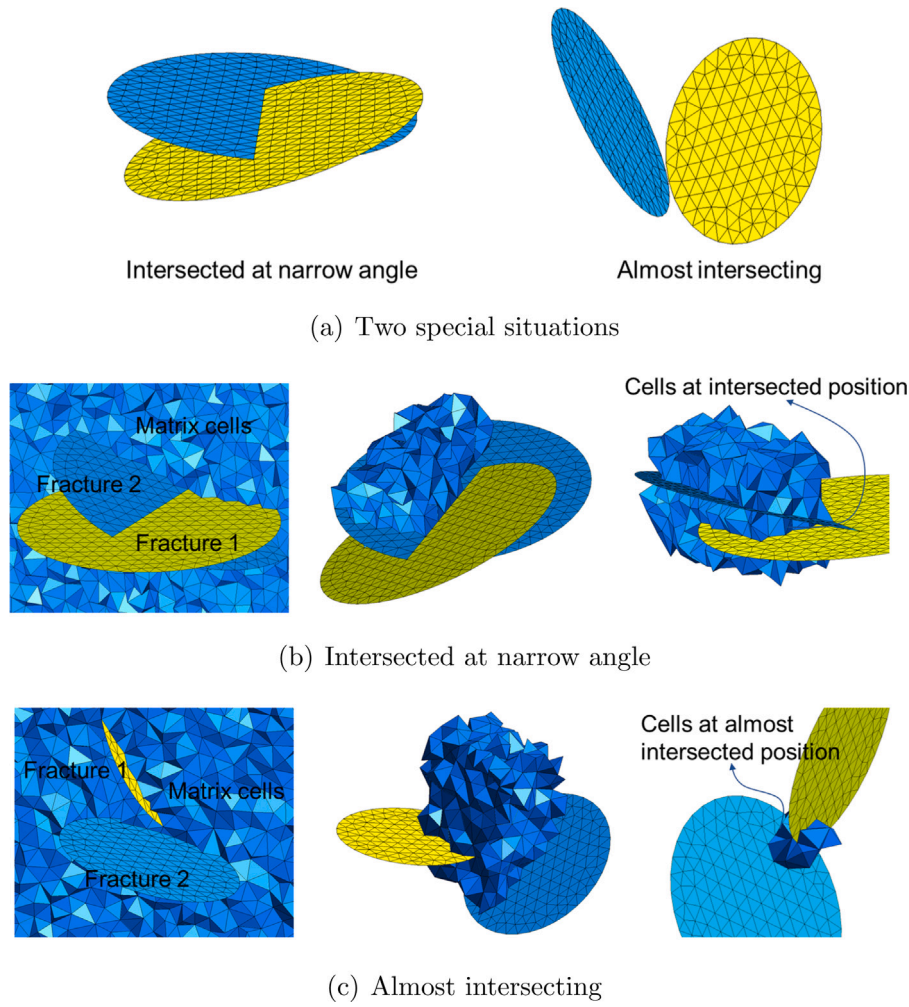 Intersected at narrow angle
Almost intersecting
(a) Two special situations
Matrix cells
Fracture 2
Fracture 1
Cells at intersected position
(b) Intersected at narrow angle
Fracture 1
Matrix cells
Fracture 2
Cells at almost
intersected position
(c) Almost intersecting